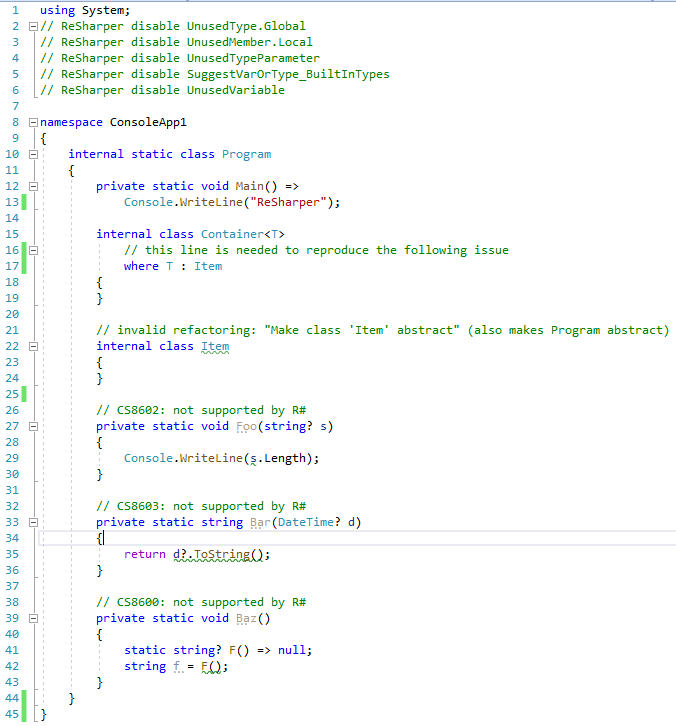 1 using System;
2 // ReSharper disable UnusedType.Global
3 // ReSharper disable UnusedMember.Local
4 // ReSharper disable UnusedTypeParameter
5 // ReSharper disable SuggestVarOrType_BuiltInTypes
6 // ReSharper disable UnusedVariable
7
8 namespace ConsoleApp1
9 {
10     internal static class Program
11     {
12         private static void Main() =>
13             Console.WriteLine("ReSharper");
14
15         internal class Container<T>
16             // this line is needed to reproduce the following issue
17             where T : Item
18         {
19         }
20
21         // invalid refactoring: "Make class 'Item' abstract" (also makes Program abstract)
22         internal class Item
23         {
24         }
25
26         // CS8602: not supported by R#
27         private static void Foo(string? s)
28         {
29             Console.WriteLine(s.Length);
30         }
31
32         // CS8603: not supported by R#
33         private static string Bar(DateTime? d)
34         {
35             return d?.ToString();
36         }
37
38         // CS8600: not supported by R#
39         private static void Baz()
40         {
41             static string? F() => null;
42             string f = F();
43         }
44     }
45 }